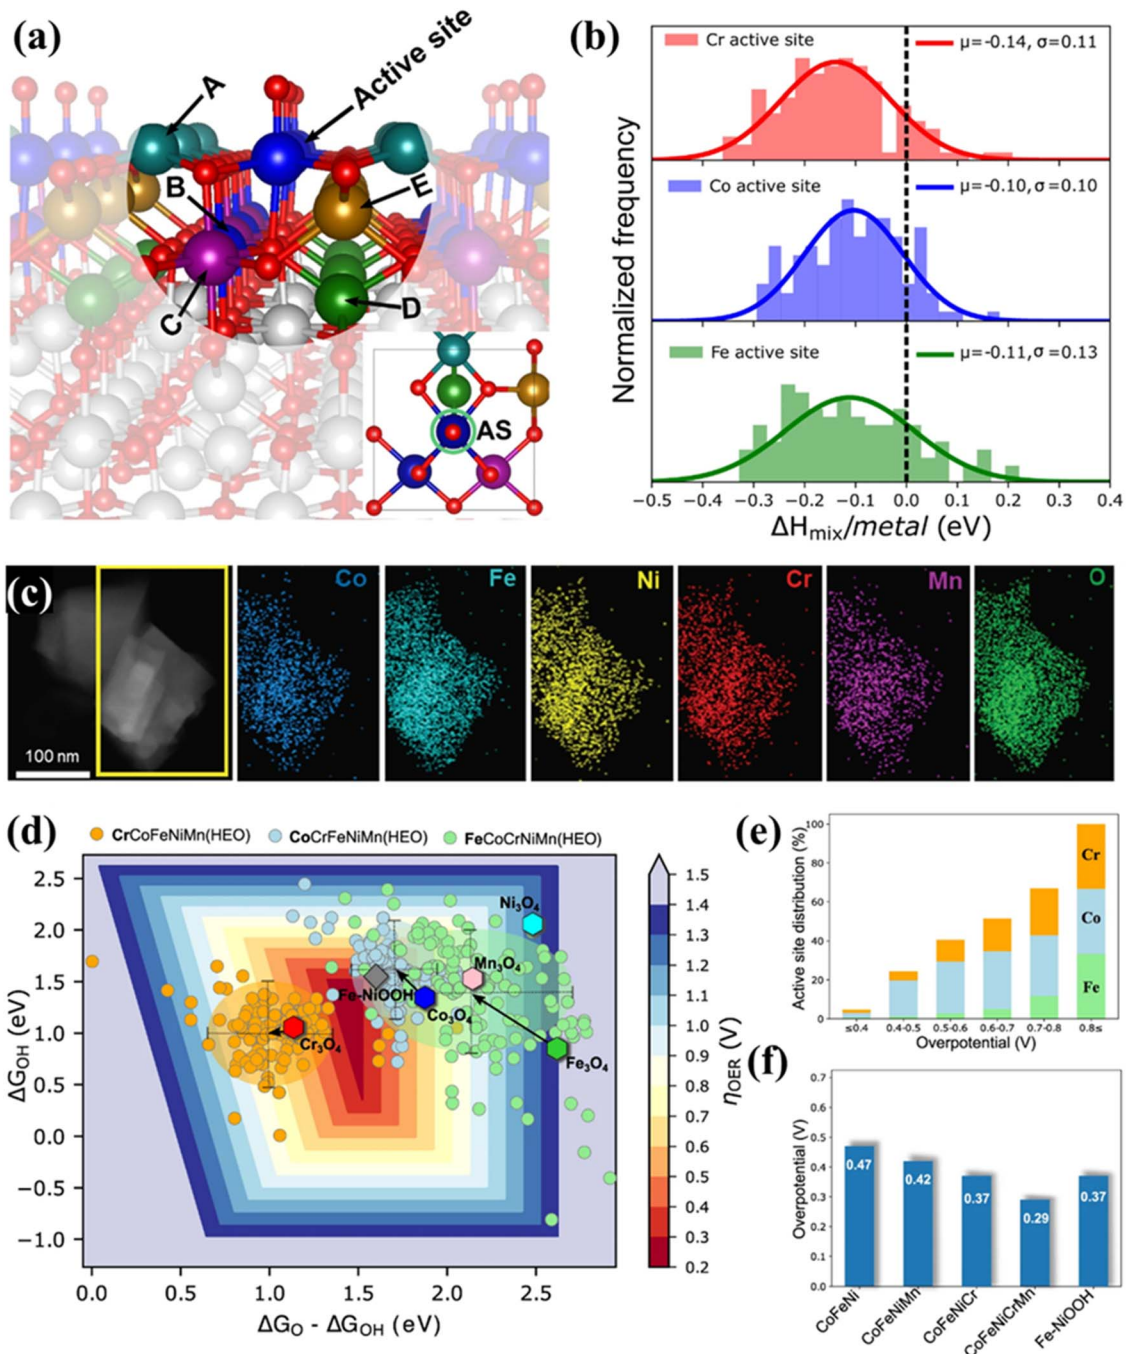 (a)
A
Active site
B
E
C
D
AS
(b)
Normalized frequency
Cr active site
μ=-0.14, σ=0.11
Co active site
μ=-0.10, σ=0.10
Fe active site
μ=-0.11, σ=0.13
−0.5 −0.4 −0.3 −0.2 −0.1 0.0 0.1 0.2 0.3 0.4
ΔHmix/metal (eV)
(c)
100 nm
Co
Fe
Ni
Cr
Mn
O
(d)
CrCoFeNiMn(HEO) CoCrFeNiMn(HEO) FeCoCrNiMn(HEO)
ΔGOH (eV)
2.5
2.0
1.5
1.0
0.5
0.0
−0.5
−1.0
Ni3O4
Mn3O4
Fe-NiOOH
Co3O4
Cr3O4
Fe3O4
0.0 0.5 1.0 1.5 2.0 2.5
ΔGO - ΔGOH (eV)
1.5
1.4
1.3
1.2
1.1
1.0
0.9
0.8
0.7
0.6
0.5
0.4
0.3
0.2
ηOER (V)
(e)
Active site distribution (%)
100
80
60
40
20
0
Cr
Co
Fe
≤0.4 0.4-0.5 0.5-0.6 0.6-0.7 0.7-0.8 0.8≤
Overpotential (V)
(f)
Overpotential (V)
0.7
0.6
0.5
0.4
0.3
0.2
0.1
0.0
0.47
0.42
0.37
0.29
0.37
CoFeNi
CoFeNiMn
CoFeNiCr
CoFeNiCrMn
Fe-NiOOH